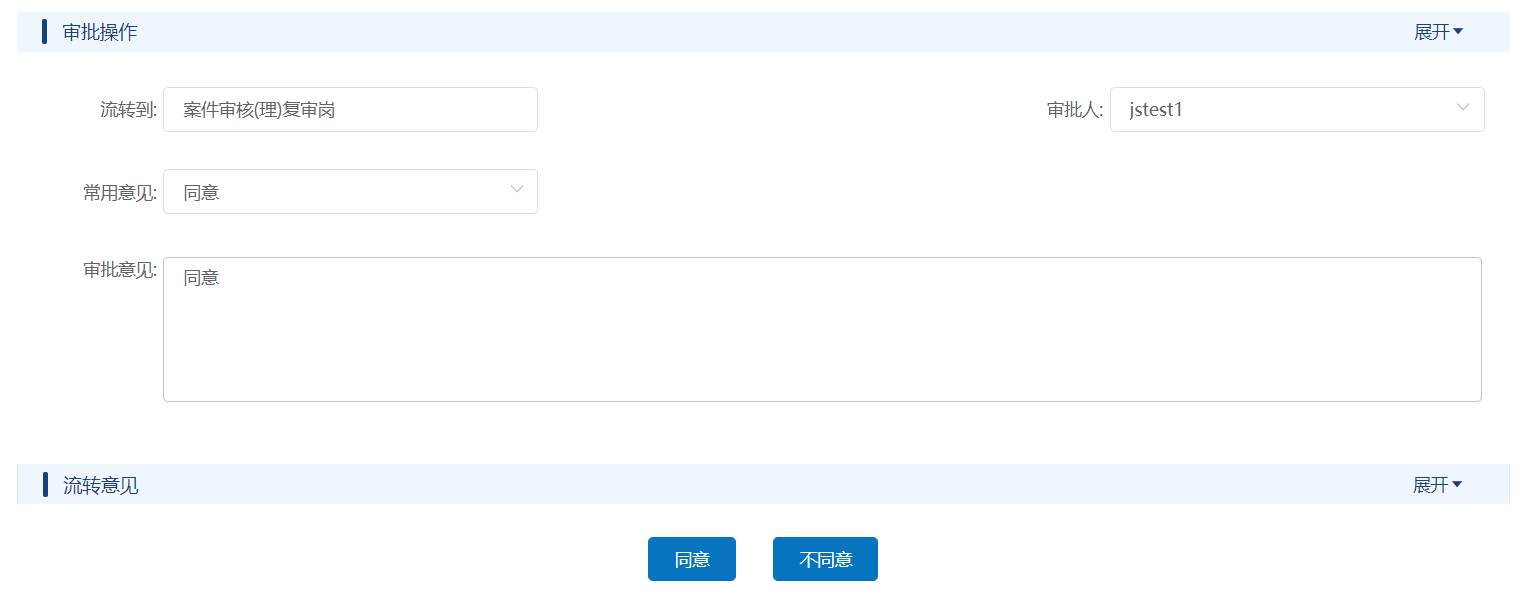 审批操作 展开
流转到: 案件审核(理)复审岗 审批人: jstest1
常用意见: 同意
审批意见: 同意
流转意见 展开
同意 不同意